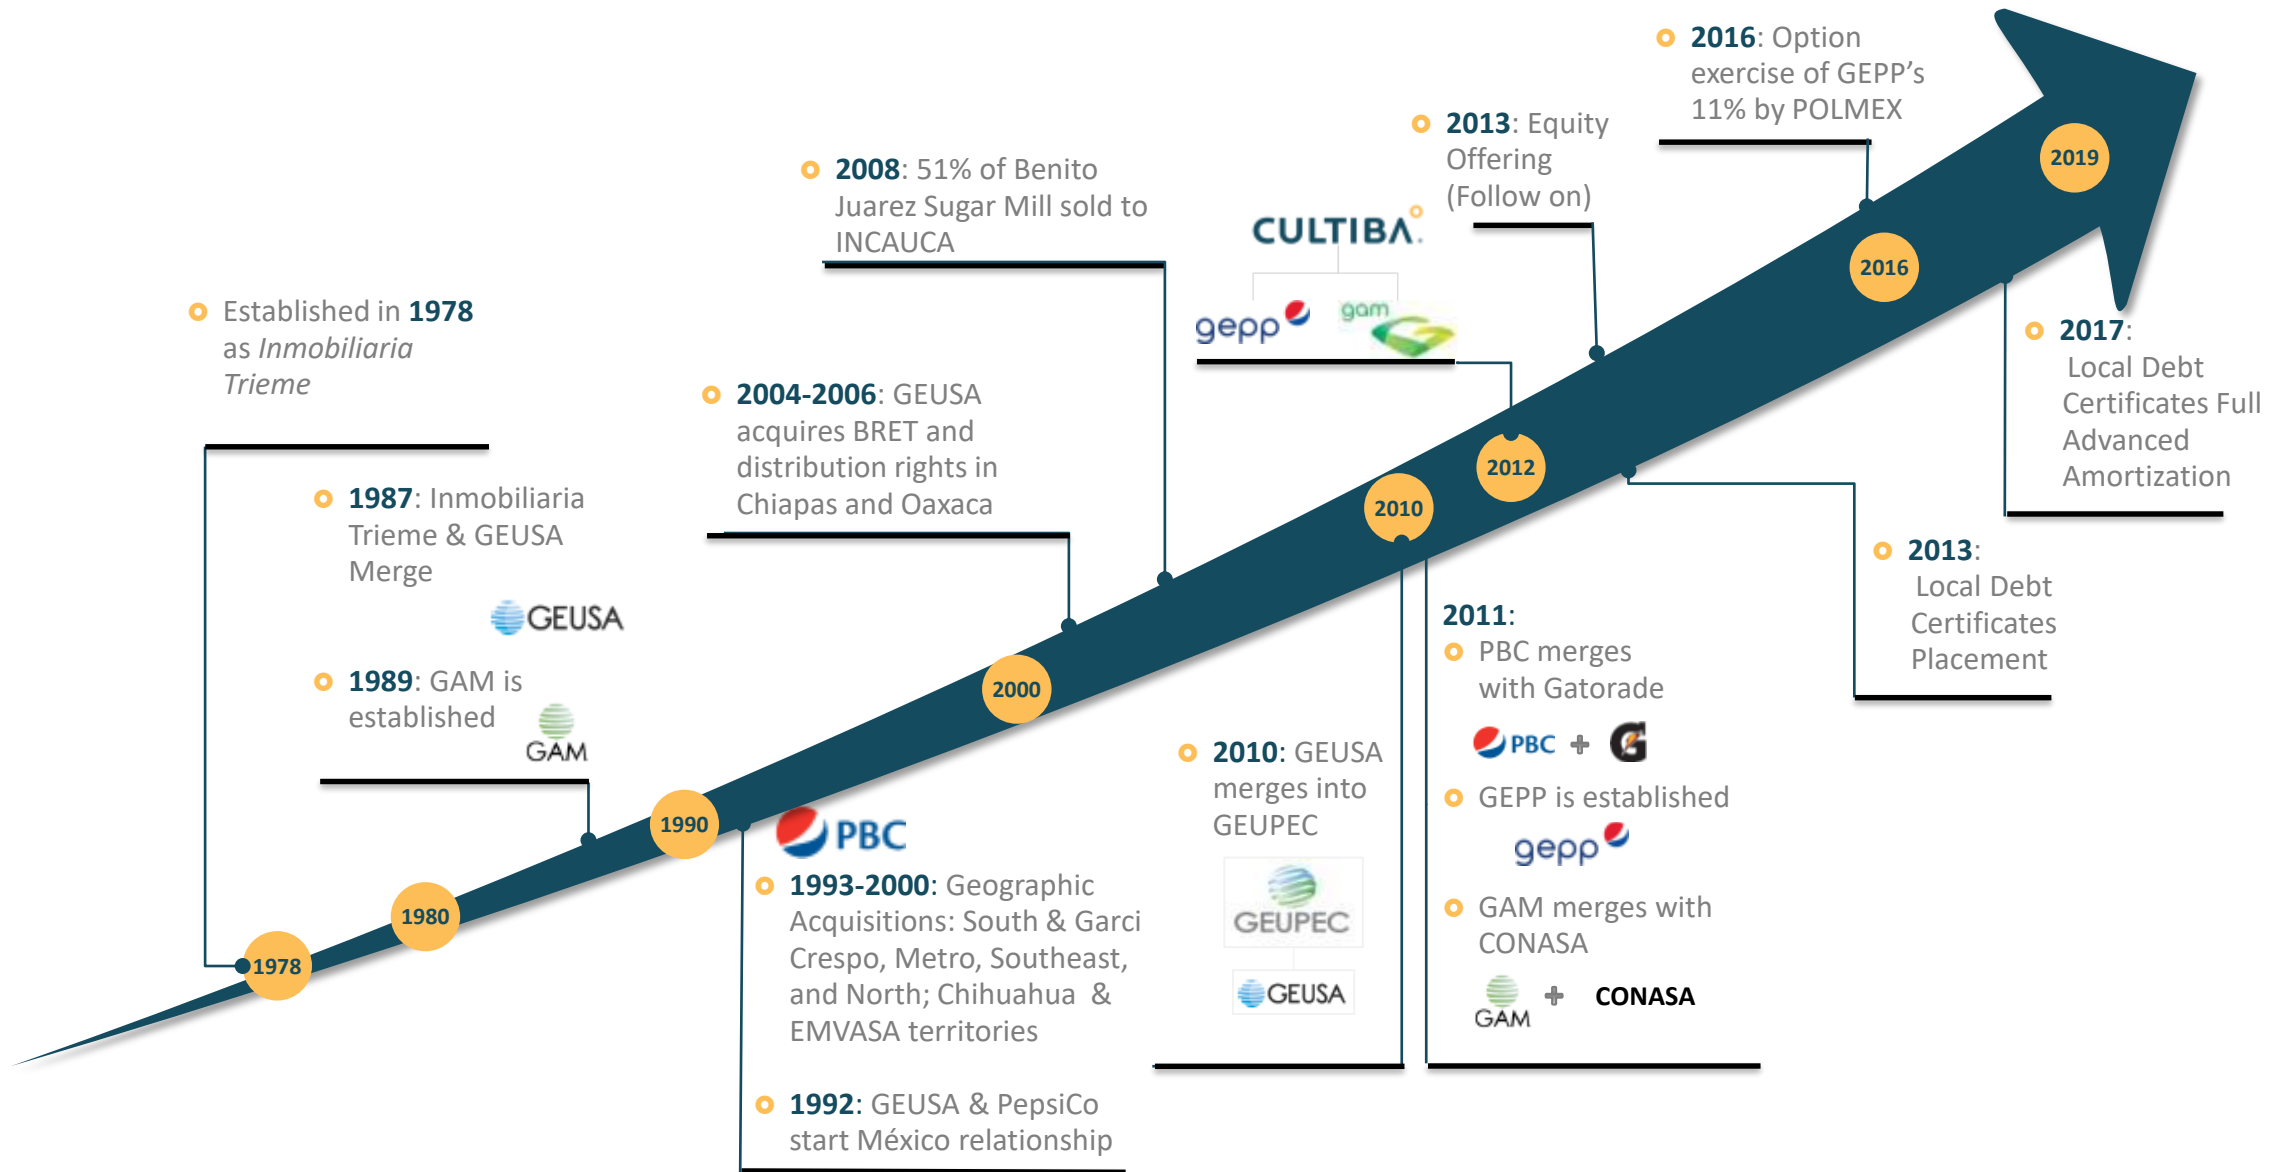 Established in 1978
as Inmobiliaria
Trieme
1987: Inmobiliaria
Trieme & GEUSA
Merge
GEUSA
1989: GAM is
established
GAM
2004-2006: GEUSA
acquires BRET and
distribution rights in
Chiapas and Oaxaca
2008: 51% of Benito
Juarez Sugar Mill sold to
INCAUCA
CULTIBA
gepp
gam
2013: Equity
Offering
(Follow on)
2016: Option
exercise of GEPP's
11% by POLMEX
1978
1980
1990
2000
2010
2012
2016
2019
PBC
1993-2000: Geographic
Acquisitions: South & Garci
Crespo, Metro, Southeast,
and North; Chihuahua &
EMVASA territories
1992: GEUSA & PepsiCo
start México relationship
2010: GEUSA
merges into
GEUPEC
GEUPEC
GEUSA
2011:
PBC merges
with Gatorade
PBC + G
GEPP is established
gepp
GAM merges with
CONASA
GAM + CONASA
2013:
Local Debt
Certificates
Placement
2017:
Local Debt
Certificates Full
Advanced
Amortization